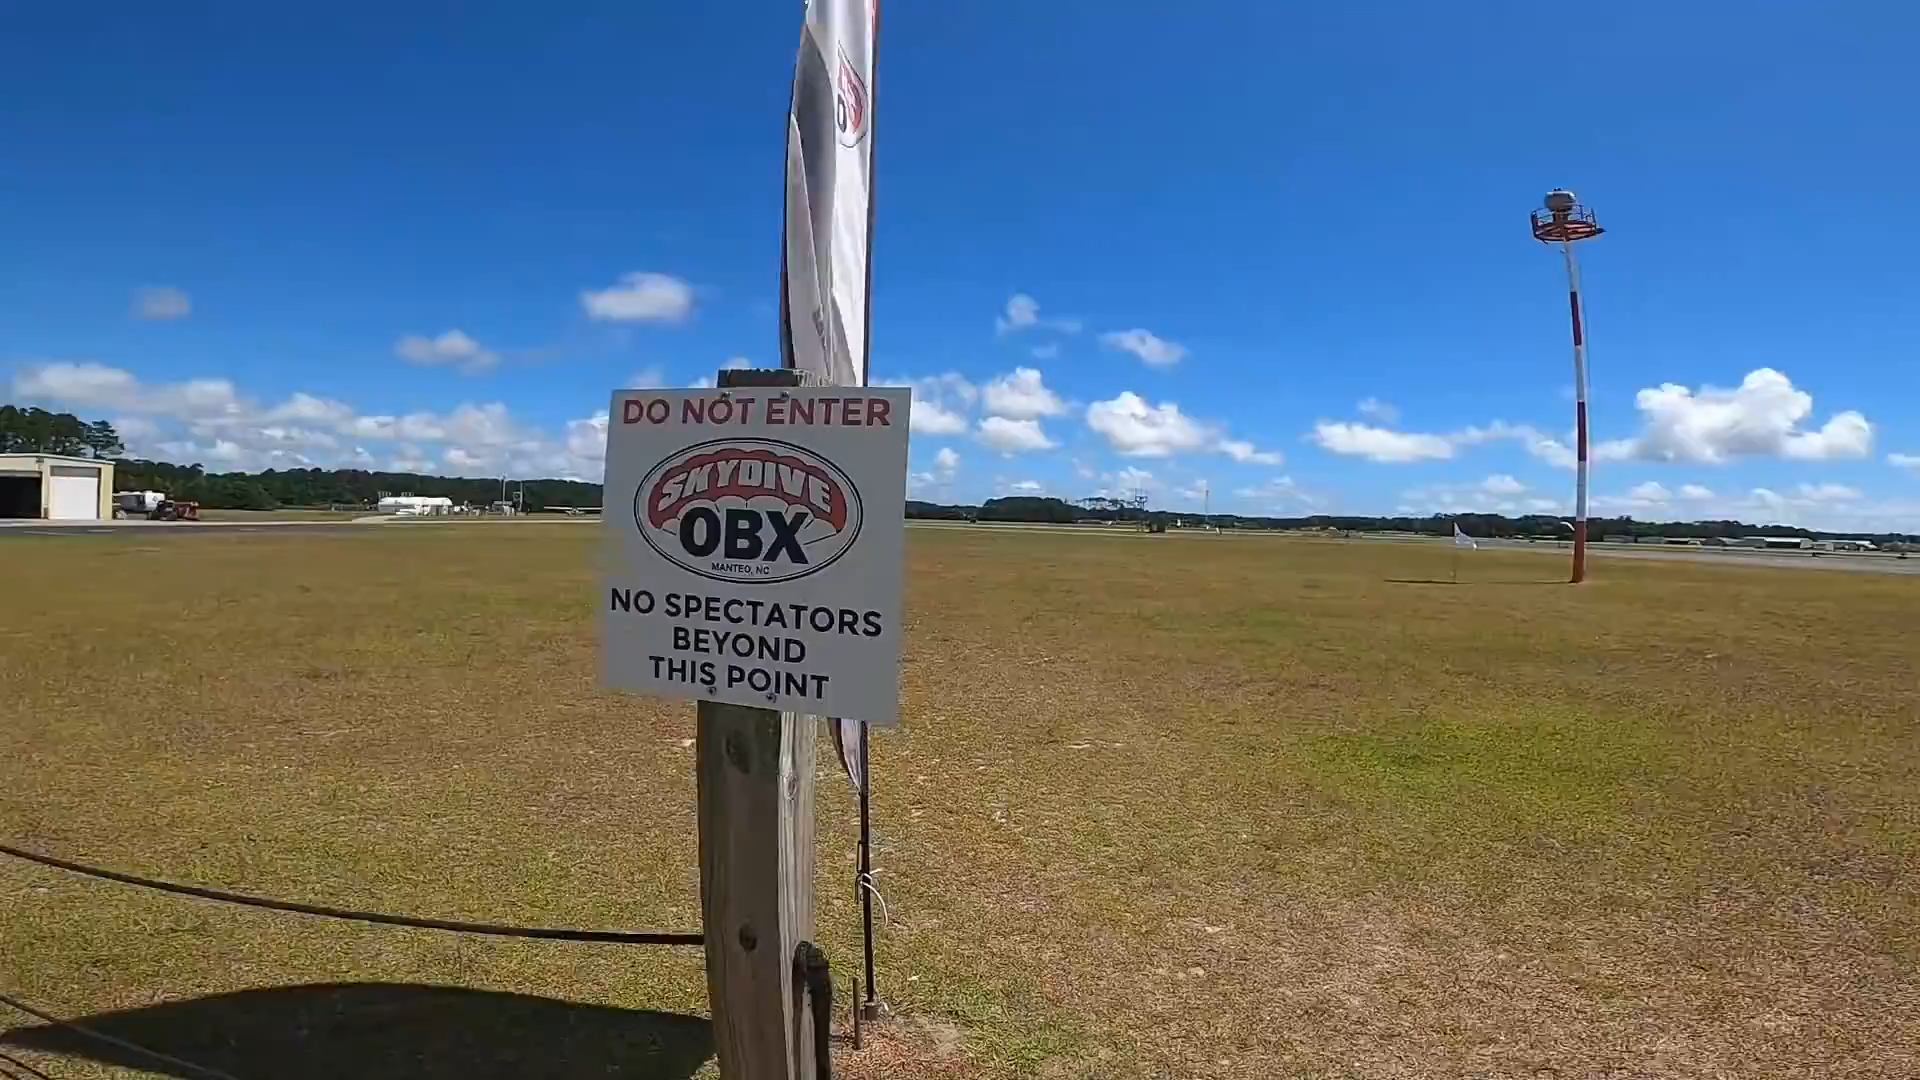 DO NOT ENTER
SKYDIVE
OBX
MANTEO, NC
NO SPECTATORS
BEYOND
THIS POINT